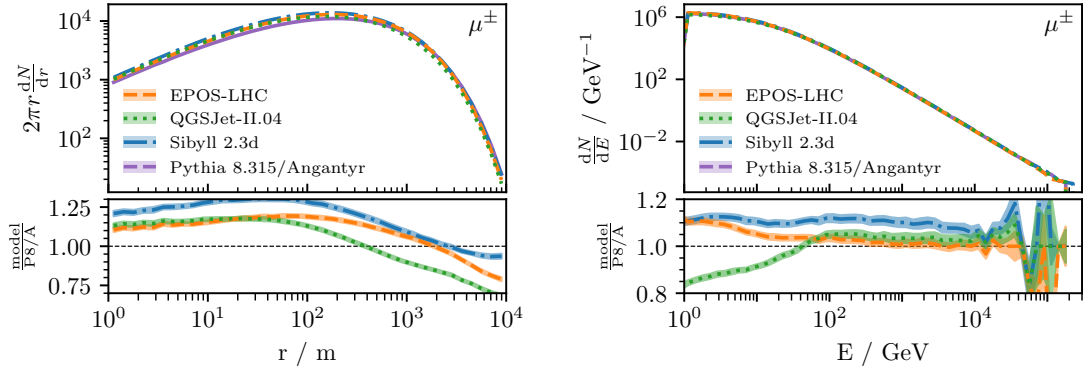 2πr dN/dr
10^4
10^3
10^2
μ±
EPOS-LHC
QGSJet-II.04
Sibyll 2.3d
Pythia 8.315/Angantyr
model/P8/A
1.25
1.00
0.75
10^0 10^1 10^2 10^3 10^4
r / m
dN/dE / GeV^−1
10^6
10^2
10^−2
μ±
EPOS-LHC
QGSJet-II.04
Sibyll 2.3d
Pythia 8.315/Angantyr
model/P8/A
1.2
1.0
0.8
10^0 10^2 10^4
E / GeV